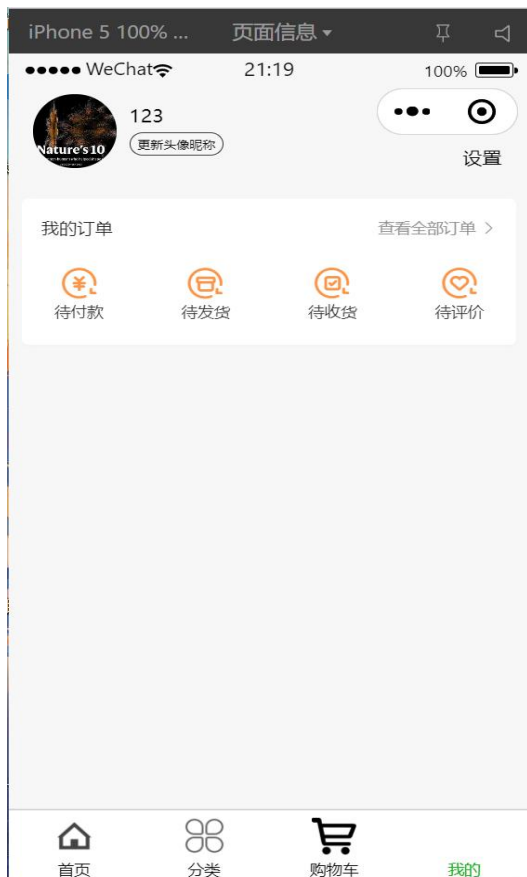 iPhone 5 100% ... 页面信息
WeChat 21:19 100%
123
更新头像昵称
Nature's 10
设置
我的订单 查看全部订单
待付款 待发货 待收货 待评价
首页 分类 购物车 我的